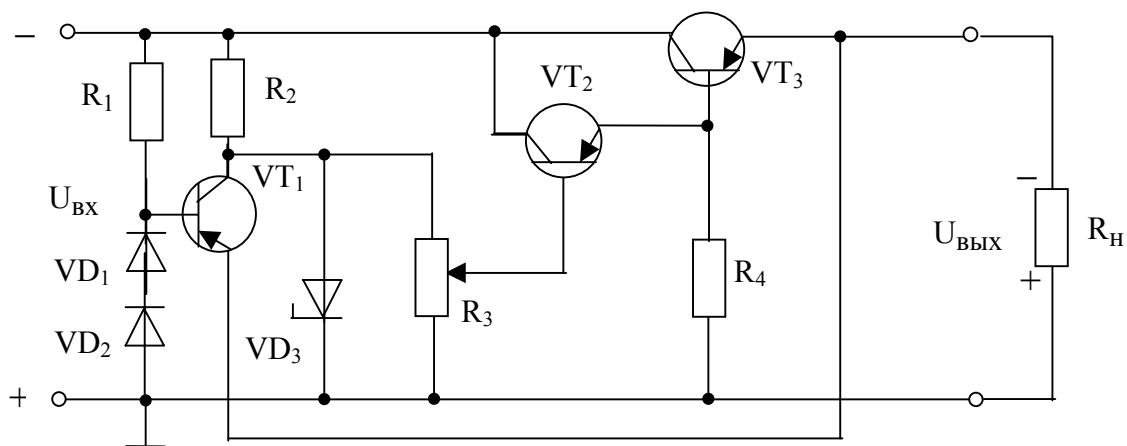 −
R₁
R₂
VT₂
VT₃
VT₁
Uвх
VD₁
VD₂
VD₃
R₃
R₄
Uвых
−
+
Rн
+